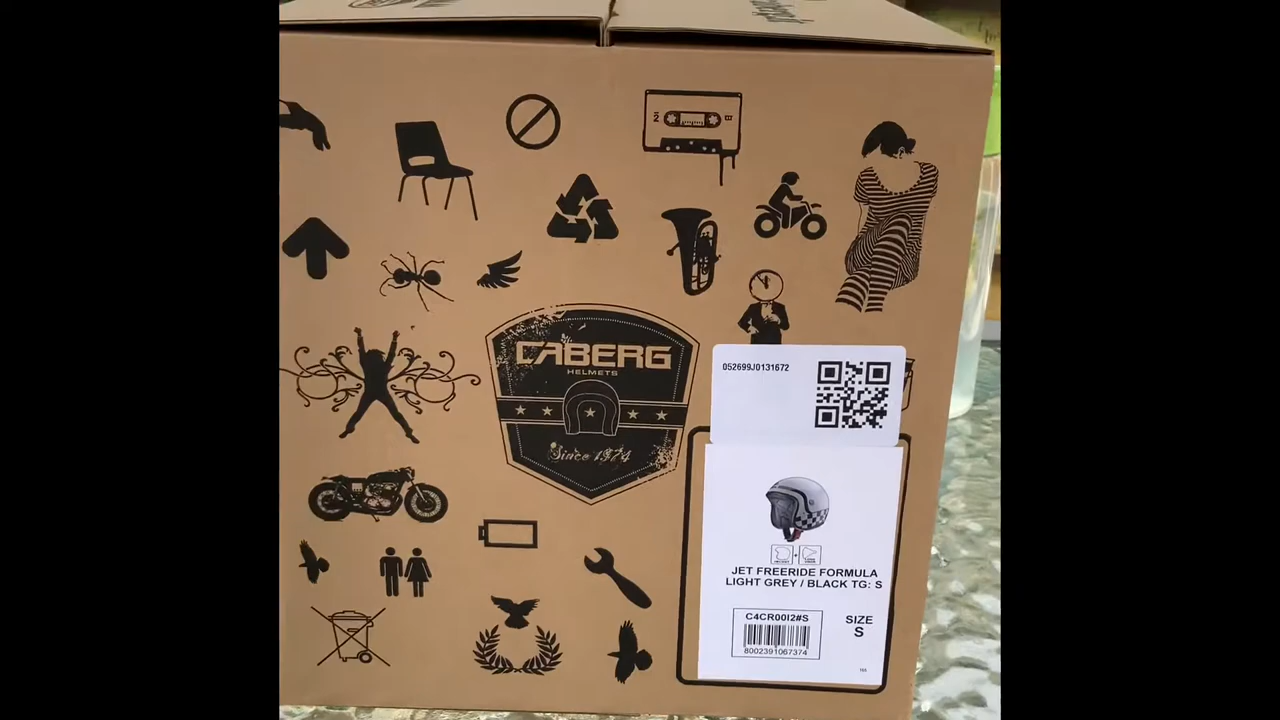 CABERG
HELMETS
Since 1974
052699J0131672
JET FREERIDE FORMULA
LIGHT GREY / BLACK TG: S
C4CR00I2#S
8002391067374
SIZE
S